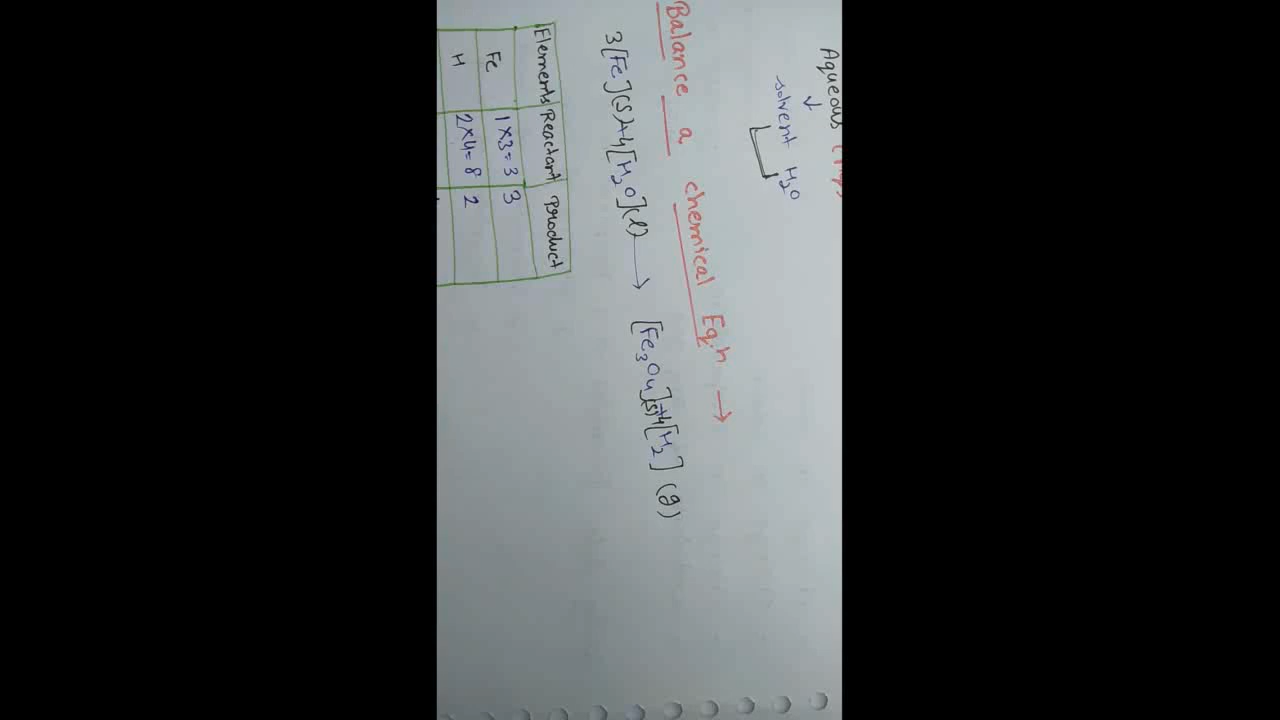 Aqueous
↓
solvent H₂O
Balance a chemical Eqⁿ →
3[Fe](s)+4[H₂O](l) → [Fe₃O₄](s)+4[H₂](g)
Elements Reactant Product
Fe 1×3=3 3
H 2×4=8 2